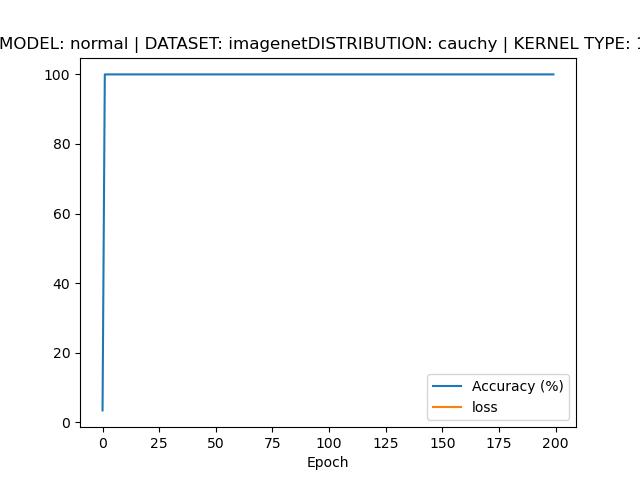 MODEL: normal | DATASET: imagenetDISTRIBUTION: cauchy | KERNEL TYPE: 1
100
80
60
40
20
0
Accuracy (%)
loss
0 25 50 75 100 125 150 175 200
Epoch